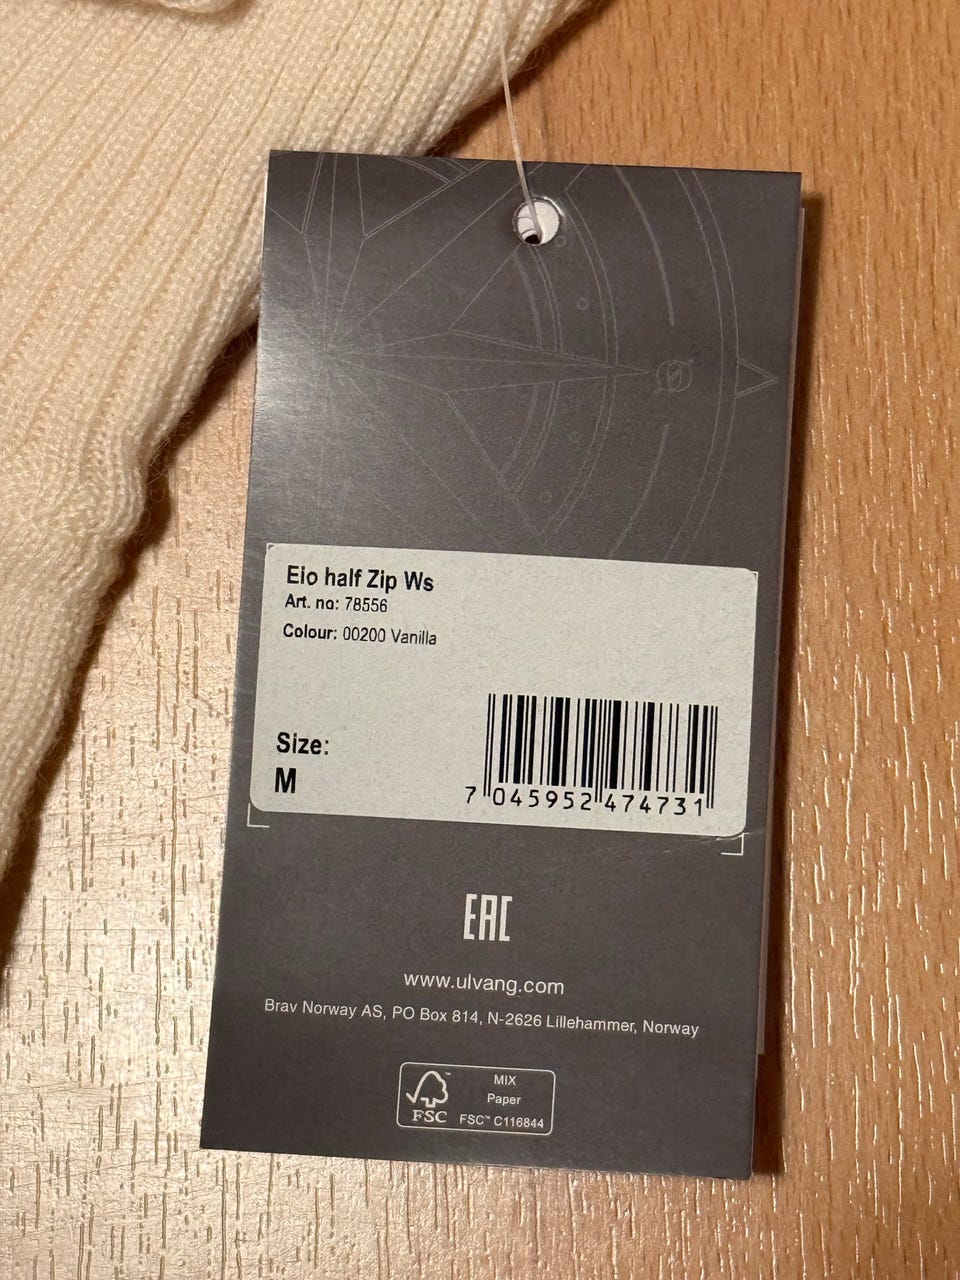 Eio half Zip Ws
Art. no: 78556
Colour: 00200 Vanilla
Size:
M
7 045952 474731
EAC
www.ulvang.com
Brav Norway AS, PO Box 814, N-2626 Lillehammer, Norway
MIX
Paper
FSC™ C116844
™
FSC